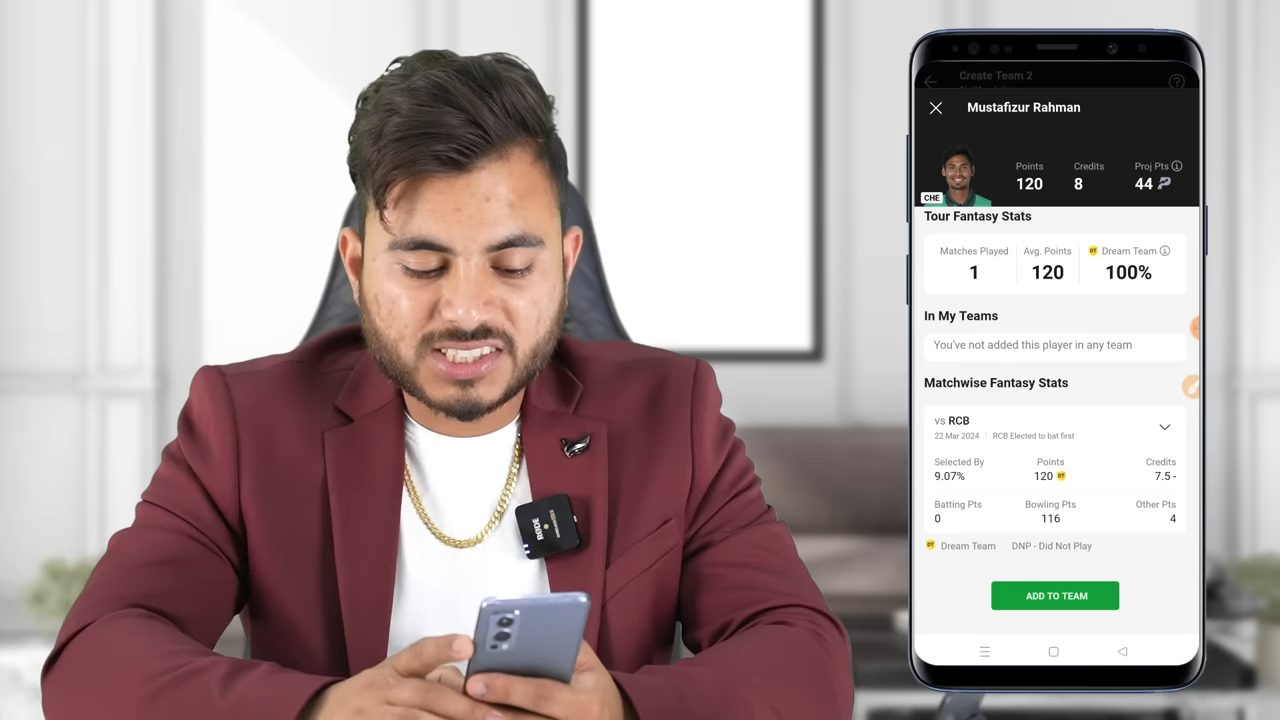 Create Team 2
Mustafizur Rahman
Points Credits Proj Pts
120 8 44
CHE
Tour Fantasy Stats
Matches Played Avg. Points DT Dream Team
1 120 100%
In My Teams
You've not added this player in any team
Matchwise Fantasy Stats
vs RCB
22 Mar 2024 RCB Elected to bat first
Selected By Points Credits
9.07% 120 DT 7.5 -
Batting Pts Bowling Pts Other Pts
0 116 4
DT Dream Team DNP - Did Not Play
ADD TO TEAM
RØDE